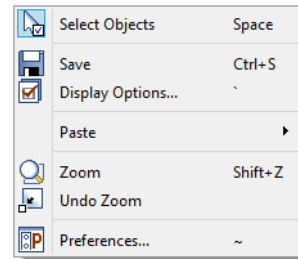 Select Objects Space
Save Ctrl+S
Display Options... `
Paste
Zoom Shift+Z
Undo Zoom
Preferences... ~